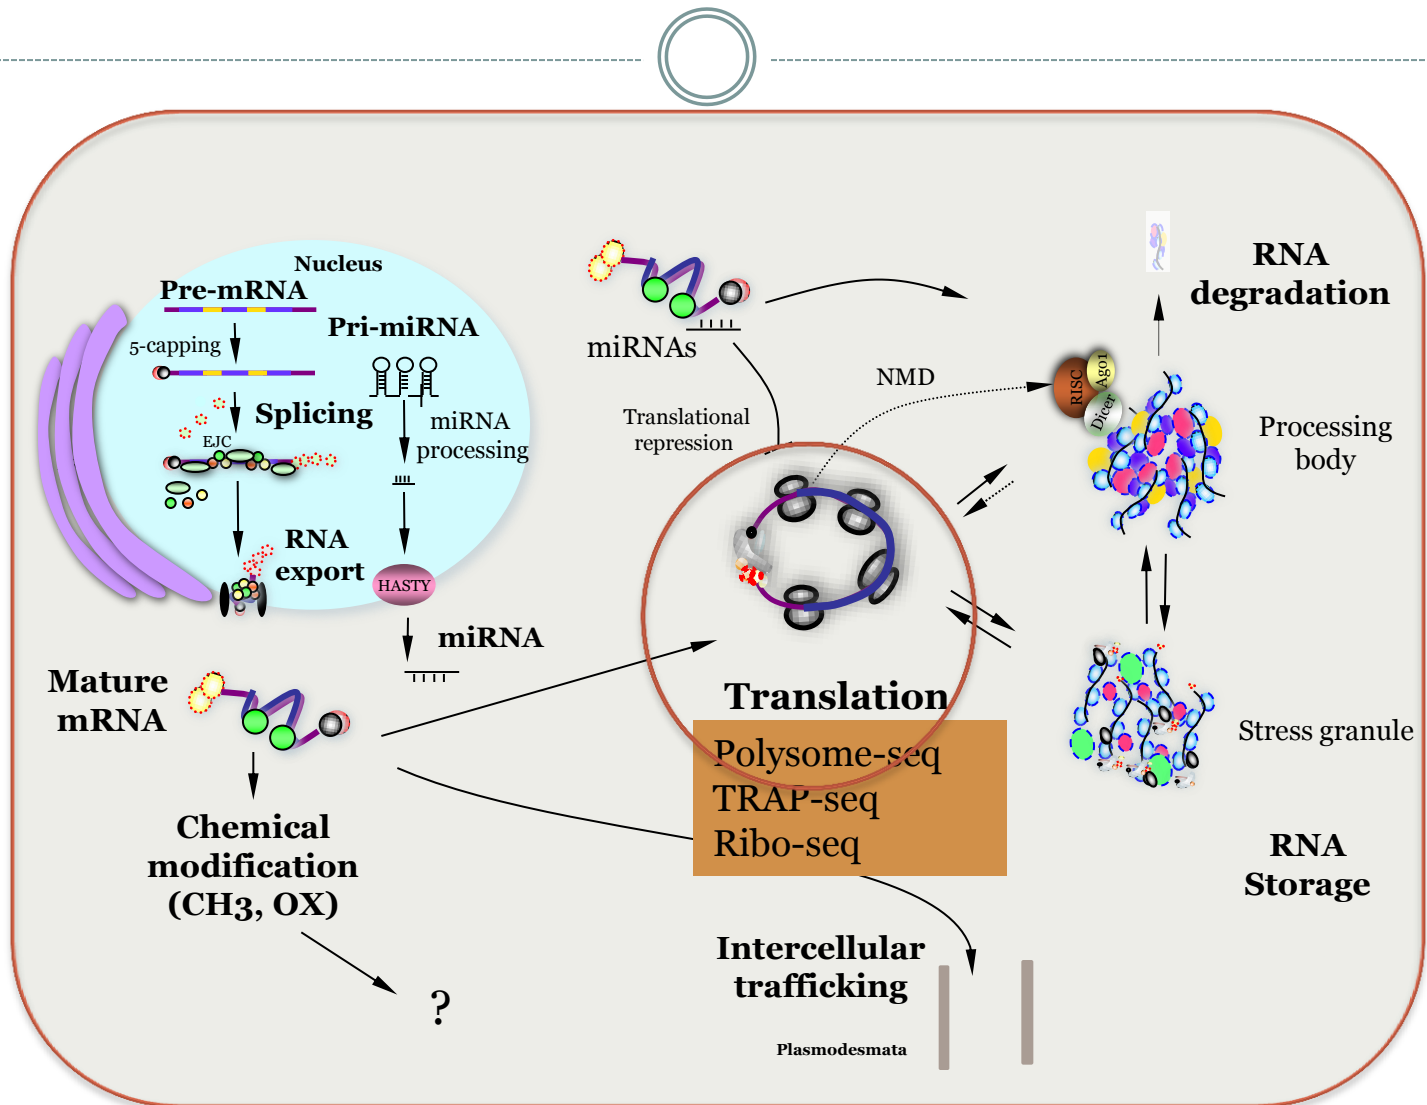 Nucleus
Pre-mRNA
5-capping
Splicing
EJC
RNA
export
Pri-miRNA
miRNA
processing
HASTY
miRNA
Mature
mRNA
Chemical
modification
(CH3, OX)
?
miRNAs
Translational
repression
NMD
Translation
Polysome-seq
TRAP-seq
Ribo-seq
Intercellular
trafficking
Plasmodesmata
RNA
degradation
RISC
Ago1
Dicer
Processing
body
Stress granule
RNA
Storage